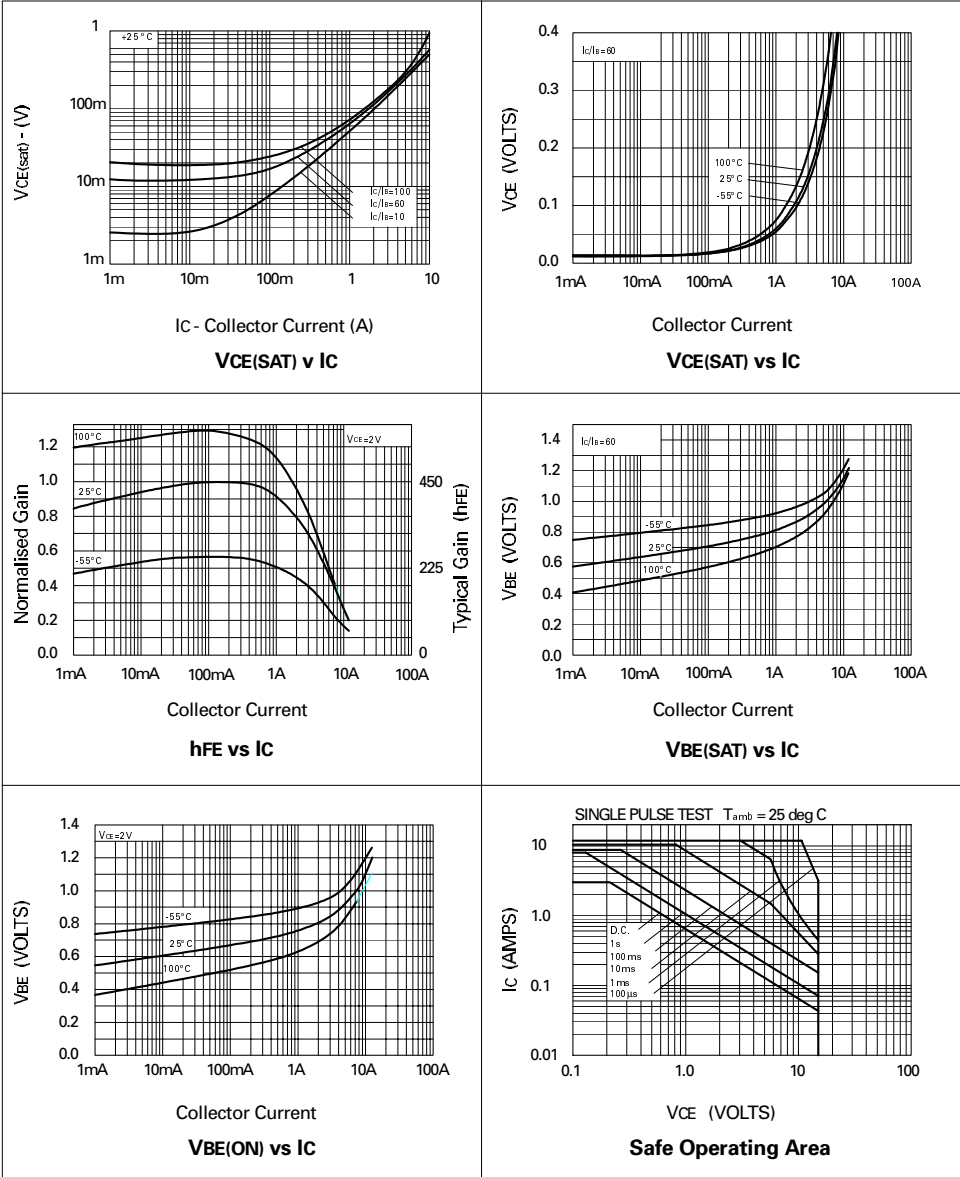 1
+25°C
100m
10m
1m
VCE(sat) - (V)
IC/IB=100
IC/IB=60
IC/IB=10
1m 10m 100m 1 10
IC - Collector Current (A)
VCE(SAT) v IC
0.4
IC/IB=60
0.3
0.2
0.1
0.0
VCE (VOLTS)
100°C
25°C
-55°C
1mA 10mA 100mA 1A 10A 100A
Collector Current
VCE(SAT) vs IC
100°C
VCE=2V
1.2
1.0
0.8
0.6
0.4
0.2
0.0
25°C
-55°C
Normalised Gain
450
225
0
Typical Gain (hFE)
1mA 10mA 100mA 1A 10A 100A
Collector Current
hFE vs IC
1.4
IC/IB=60
1.2
1.0
0.8
0.6
0.4
0.2
0.0
VBE (VOLTS)
-55°C
25°C
100°C
1mA 10mA 100mA 1A 10A 100A
Collector Current
VBE(SAT) vs IC
1.4
VCE=2V
1.2
1.0
0.8
0.6
0.4
0.2
0.0
VBE (VOLTS)
-55°C
25°C
100°C
1mA 10mA 100mA 1A 10A 100A
Collector Current
VBE(ON) vs IC
SINGLE PULSE TEST Tamb = 25 deg C
10
1.0
0.1
0.01
IC (AMPS)
D.C.
1s
100ms
10ms
1ms
100µs
0.1 1.0 10 100
VCE (VOLTS)
Safe Operating Area